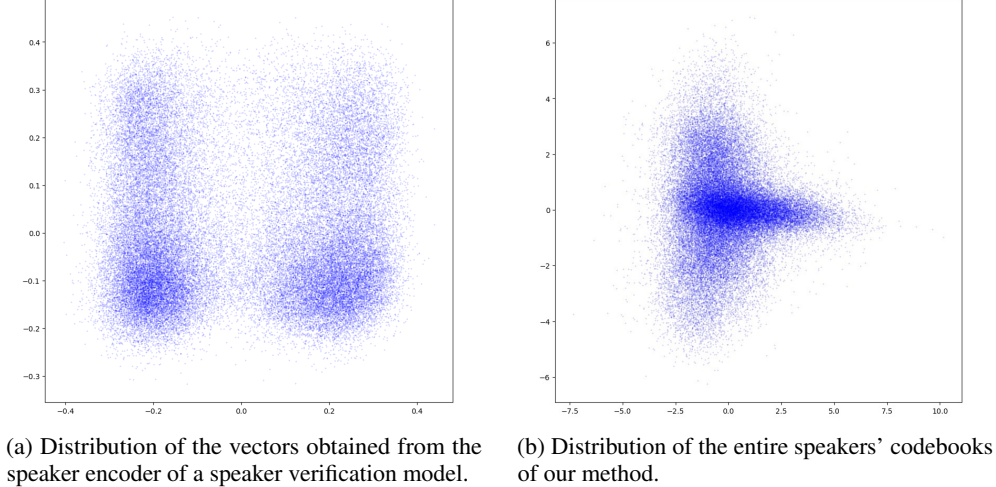 0.4
0.3
0.2
0.1
0.0
−0.1
−0.2
−0.3
−0.4 −0.2 0.0 0.2 0.4
6
4
2
0
−2
−4
−6
−7.5 −5.0 −2.5 0.0 2.5 5.0 7.5 10.0
(a) Distribution of the vectors obtained from the
speaker encoder of a speaker verification model.
(b) Distribution of the entire speakers’ codebooks
of our method.